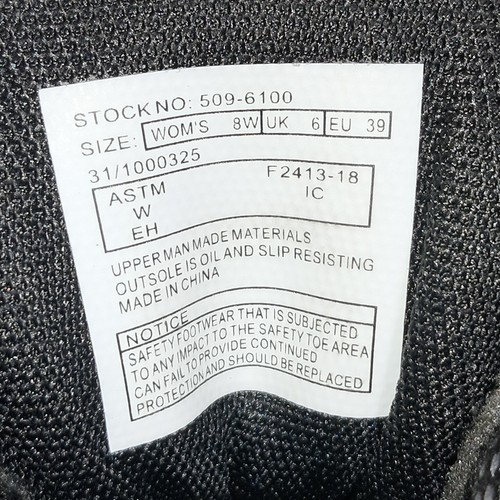 STOCKNO: 509-6100
SIZE: WOM'S 8W UK 6 EU 39
31/1000325
ASTM F2413-18
W IC
EH
UPPER MAN MADE MATERIALS
OUTSOLE IS OIL AND SLIP RESISTING
MADE IN CHINA
NOTICE
SAFETY FOOTWEAR THAT IS SUBJECTED
TO ANY IMPACT TO THE SAFETY TOE AREA
CAN FAIL TO PROVIDE CONTINUED
PROTECTION AND SHOULD BE REPLACED